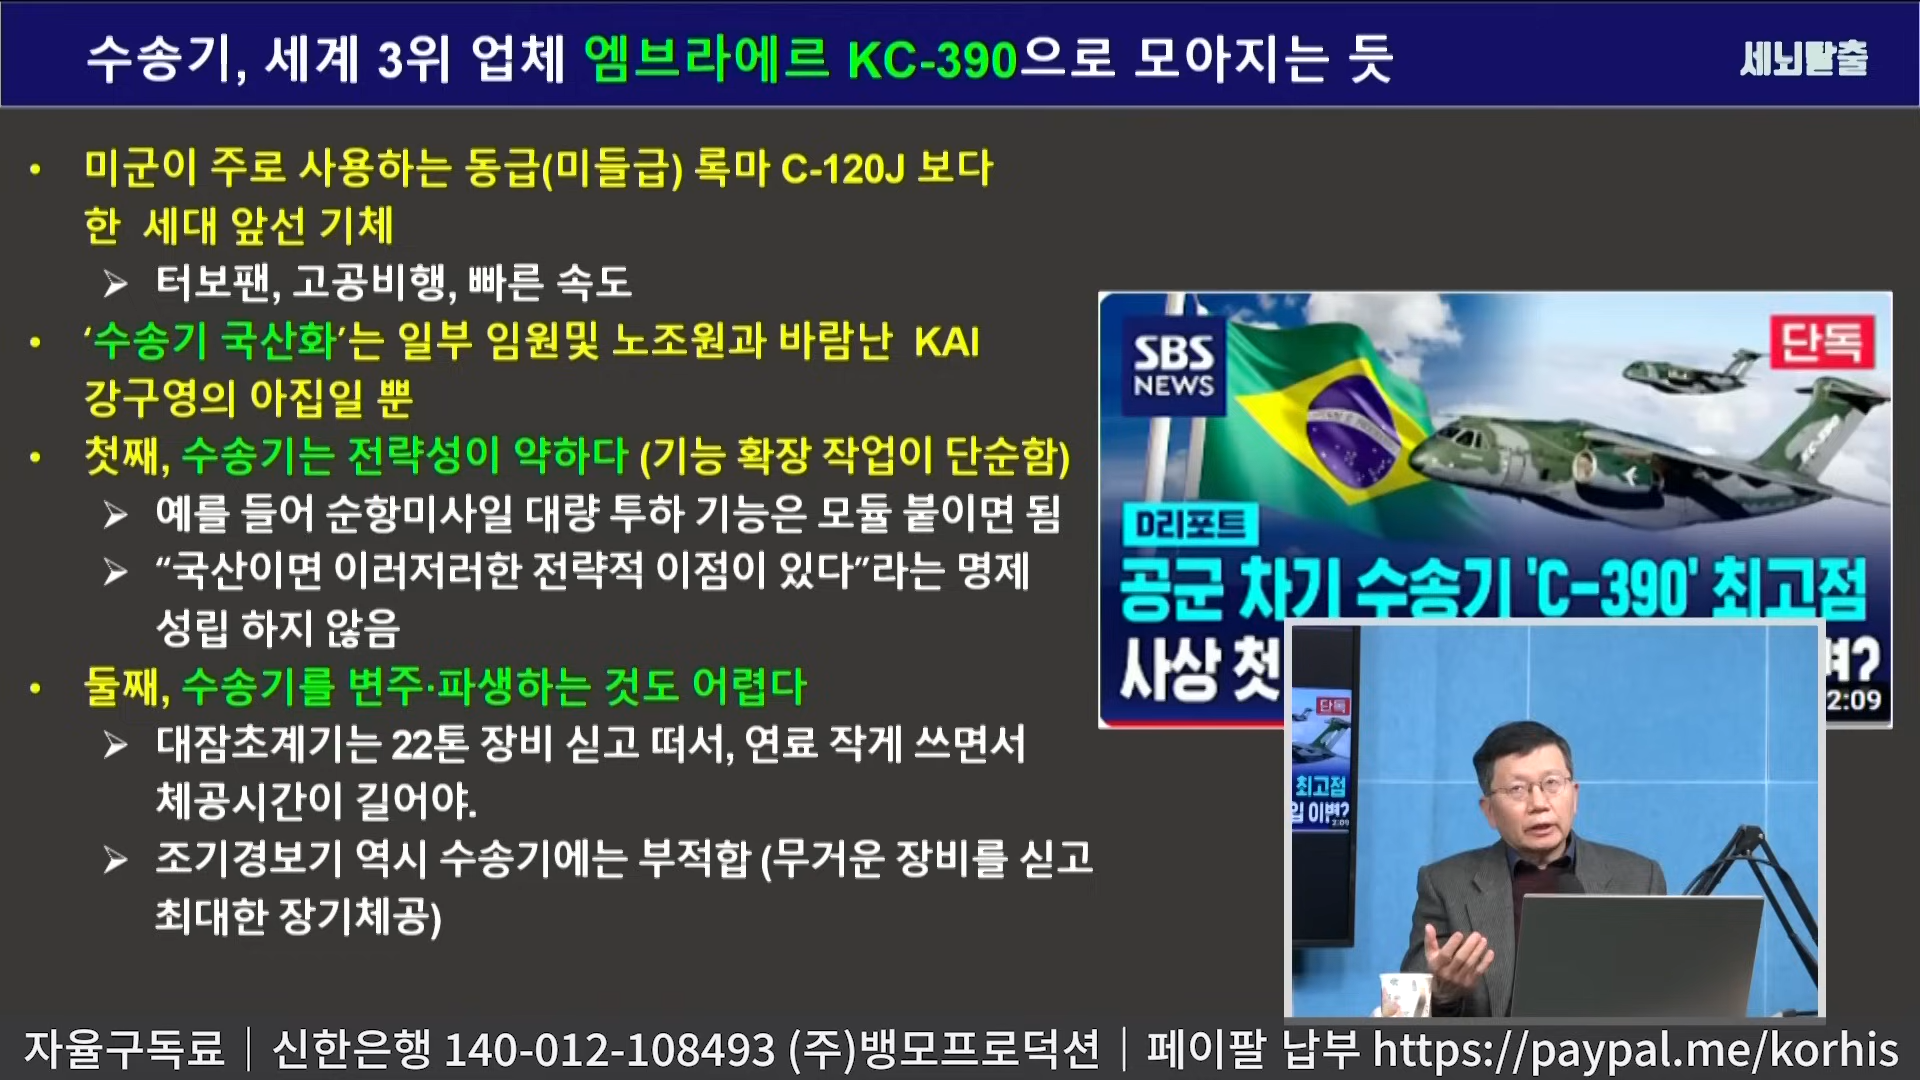 수송기, 세계 3위 업체 엠브라에르 KC-390으로 모아지는 듯
세뇌탈출
• 미군이 주로 사용하는 동급(미들급) 록마 C-120J 보다
한 세대 앞선 기체
➢ 터보팬, 고공비행, 빠른 속도
• ‘수송기 국산화’는 일부 임원및 노조원과 바람난 KAI
강구영의 아집일 뿐
• 첫째, 수송기는 전략성이 약하다 (기능 확장 작업이 단순함)
➢ 예를 들어 순항미사일 대량 투하 기능은 모듈 붙이면 됨
➢ “국산이면 이러저러한 전략적 이점이 있다”라는 명제
성립 하지 않음
• 둘째, 수송기를 변주·파생하는 것도 어렵다
➢ 대잠초계기는 22톤 장비 싣고 떠서, 연료 작게 쓰면서
체공시간이 길어야.
➢ 조기경보기 역시 수송기에는 부적합 (무거운 장비를 싣고
최대한 장기체공)
SBS
NEWS
단독
KC-390
D리포트
공군 차기 수송기 'C-390' 최고점
사상 첫
변?
2:09
단독
최고점
입 이변?
2:09
자율구독료｜신한은행 140-012-108493 (주)뱅모프로덕션｜페이팔 납부 https://paypal.me/korhis